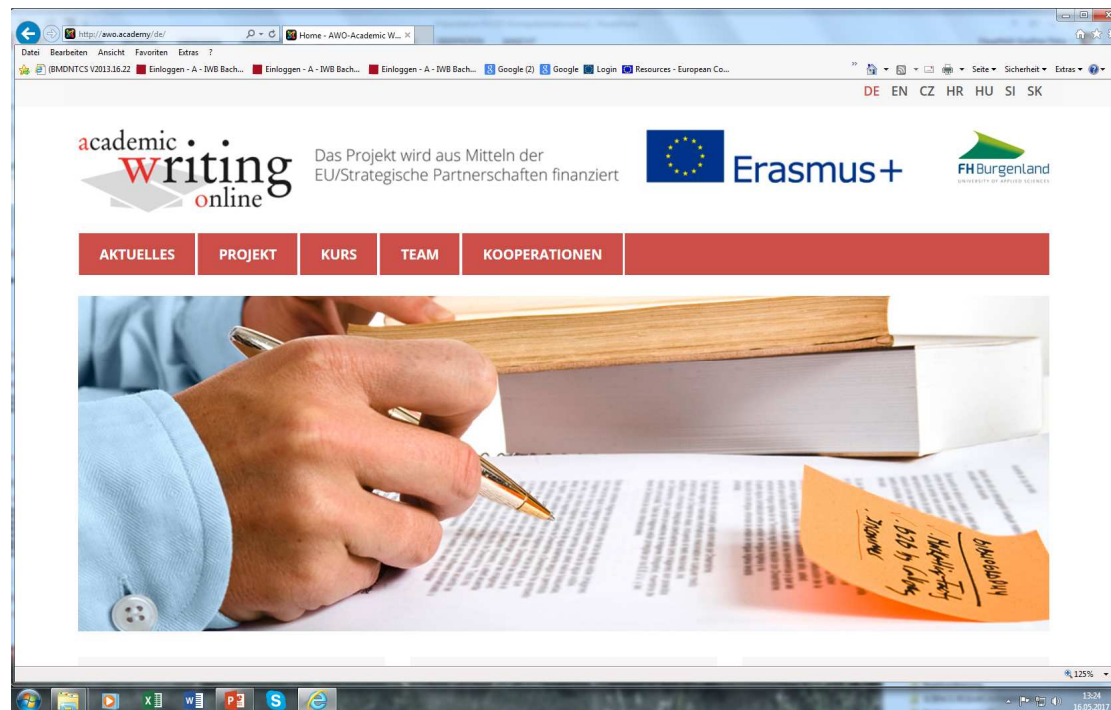 http://awo.academy/de/
Home - AWO-Academic W...
Datei Bearbeiten Ansicht Favoriten Extras ?
(BMDNTCS V2013.16.22 Einloggen - A - IWB Bach... Einloggen - A - IWB Bach... Einloggen - A - IWB Bach... Google (2) Google Login Resources - European Co... Seite Sicherheit Extras
DE EN CZ HR HU SI SK
academic
writing
online
Das Projekt wird aus Mitteln der
EU/Strategische Partnerschaften finanziert
Erasmus+
FH Burgenland
UNIVERSITY OF APPLIED SCIENCES
AKTUELLES PROJEKT KURS TEAM KOOPERATIONEN
125%
13:24
16.05.2017